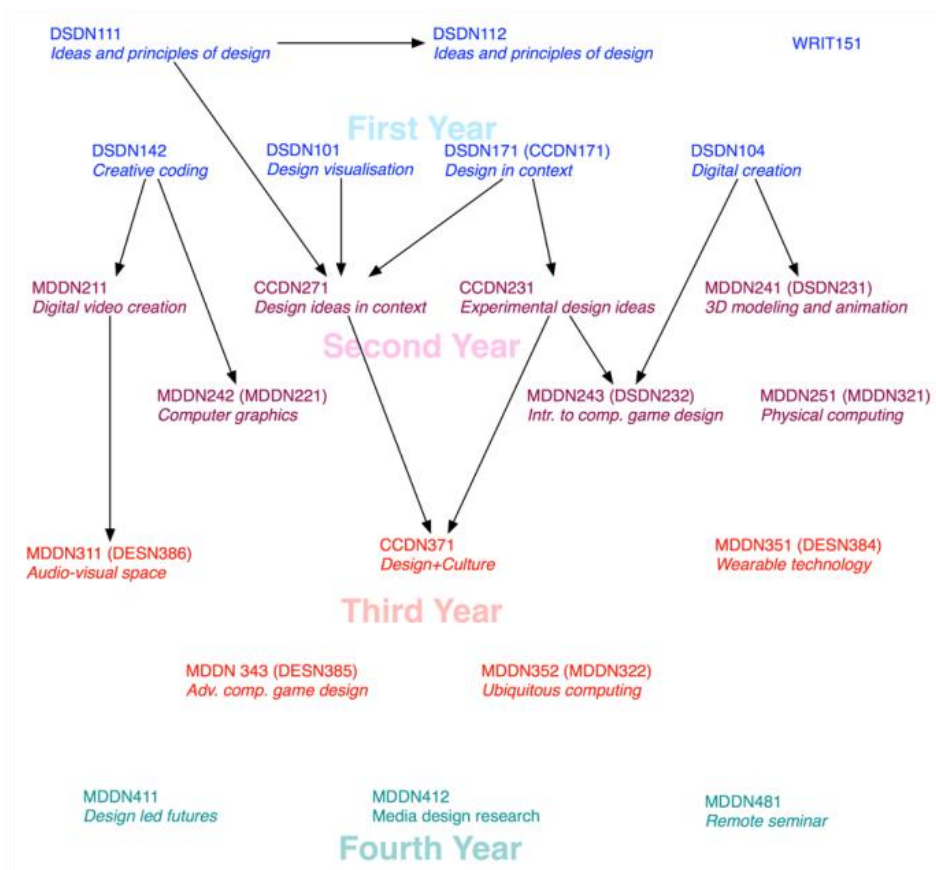 DSDN111
Ideas and principles of design
DSDN112
Ideas and principles of design
WRIT151
First Year
DSDN142
Creative coding
DSDN101
Design visualisation
DSDN171 (CCDN171)
Design in context
DSDN104
Digital creation
MDDN211
Digital video creation
CCDN271
Design ideas in context
CCDN231
Experimental design ideas
MDDN241 (DSDN231)
3D modeling and animation
Second Year
MDDN242 (MDDN221)
Computer graphics
MDDN243 (DSDN232)
Intr. to comp. game design
MDDN251 (MDDN321)
Physical computing
MDDN311 (DESN386)
Audio-visual space
CCDN371
Design+Culture
MDDN351 (DESN384)
Wearable technology
Third Year
MDDN 343 (DESN385)
Adv. comp. game design
MDDN352 (MDDN322)
Ubiquitous computing
MDDN411
Design led futures
MDDN412
Media design research
MDDN481
Remote seminar
Fourth Year